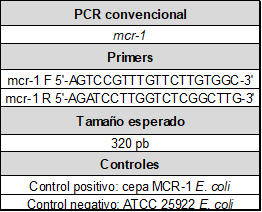 PCR convencional
mcr-1
Primers
mcr-1 F 5'-AGTCCGTTTGTTCTTGTGGC-3'
mcr-1 R 5'-AGATCCTTGGTCTCGGCTTG-3'
Tamaño esperado
320 pb
Controles
Control positivo: cepa MCR-1 E. coli
Control negativo: ATCC 25922 E. coli